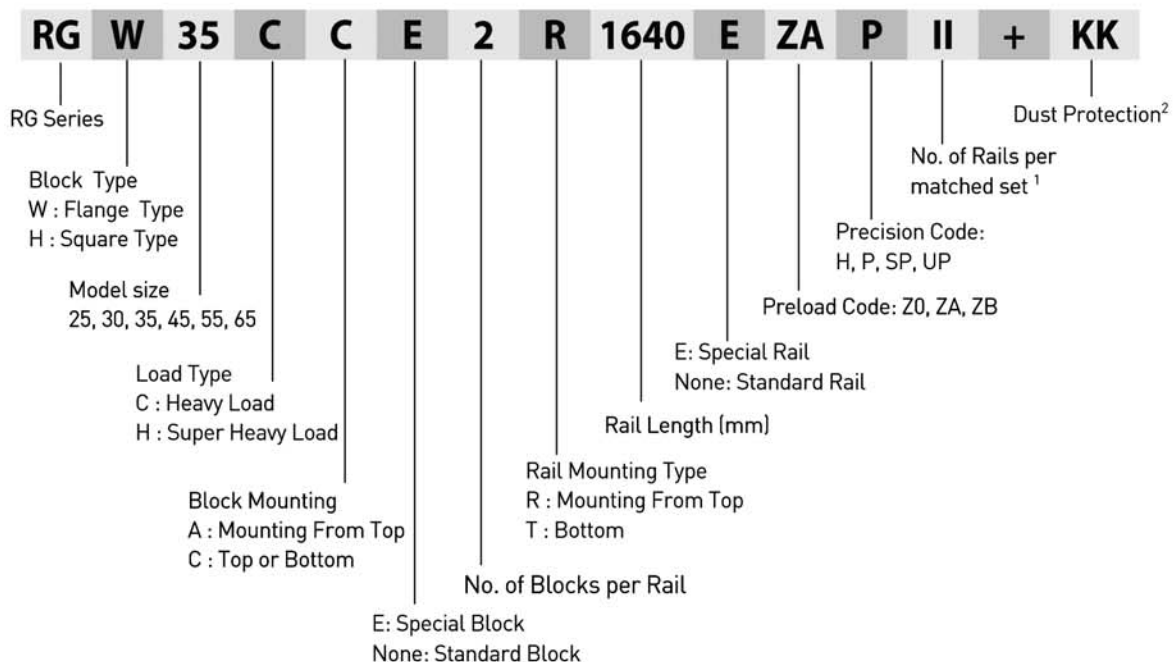 RG W 35 C C E 2 R 1640 E ZA P II + KK
RG Series
Dust Protection²
No. of Rails per
matched set ¹
Block Type
W : Flange Type
H : Square Type
Precision Code:
H, P, SP, UP
Model size
25, 30, 35, 45, 55, 65
Preload Code: Z0, ZA, ZB
E: Special Rail
None: Standard Rail
Load Type
C : Heavy Load
H : Super Heavy Load
Rail Length (mm)
Rail Mounting Type
R : Mounting From Top
T : Bottom
Block Mounting
A : Mounting From Top
C : Top or Bottom
No. of Blocks per Rail
E: Special Block
None: Standard Block